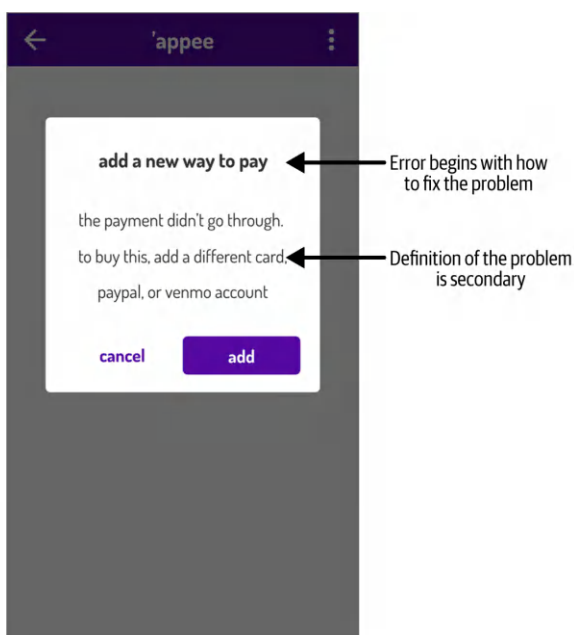 'appee
add a new way to pay
Error begins with how
to fix the problem
the payment didn't go through.
to buy this, add a different card,
paypal, or venmo account
Definition of the problem
is secondary
cancel
add